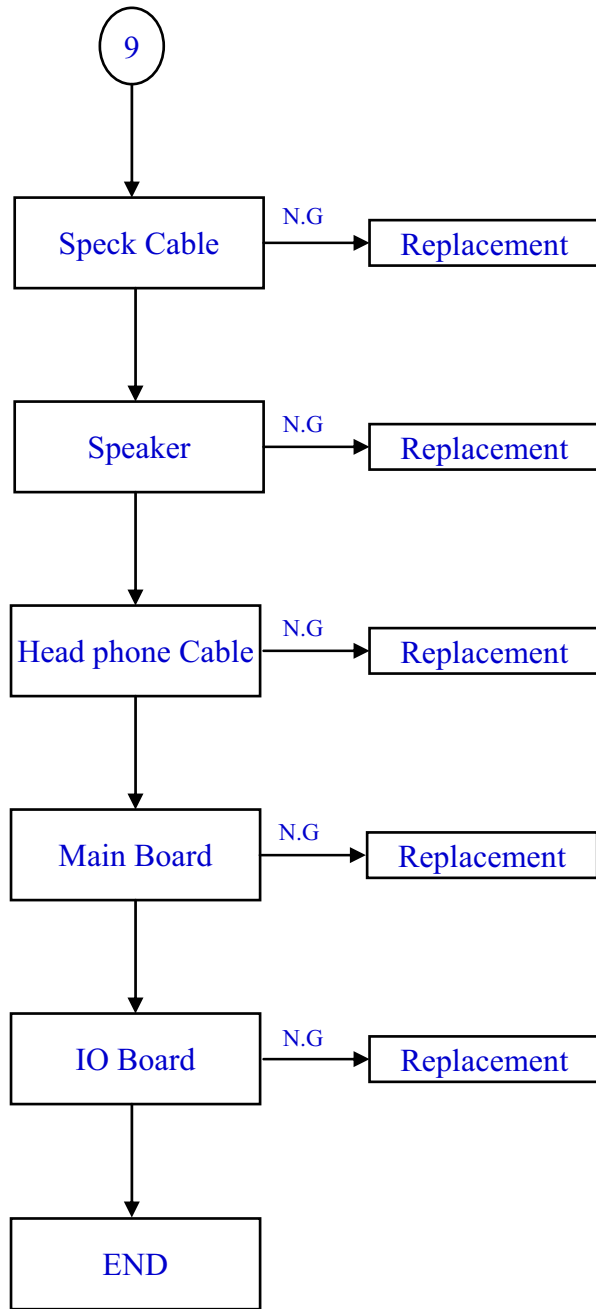 9
Speck Cable
N.G
Replacement
Speaker
N.G
Replacement
Head phone Cable
N.G
Replacement
Main Board
N.G
Replacement
IO Board
N.G
Replacement
END